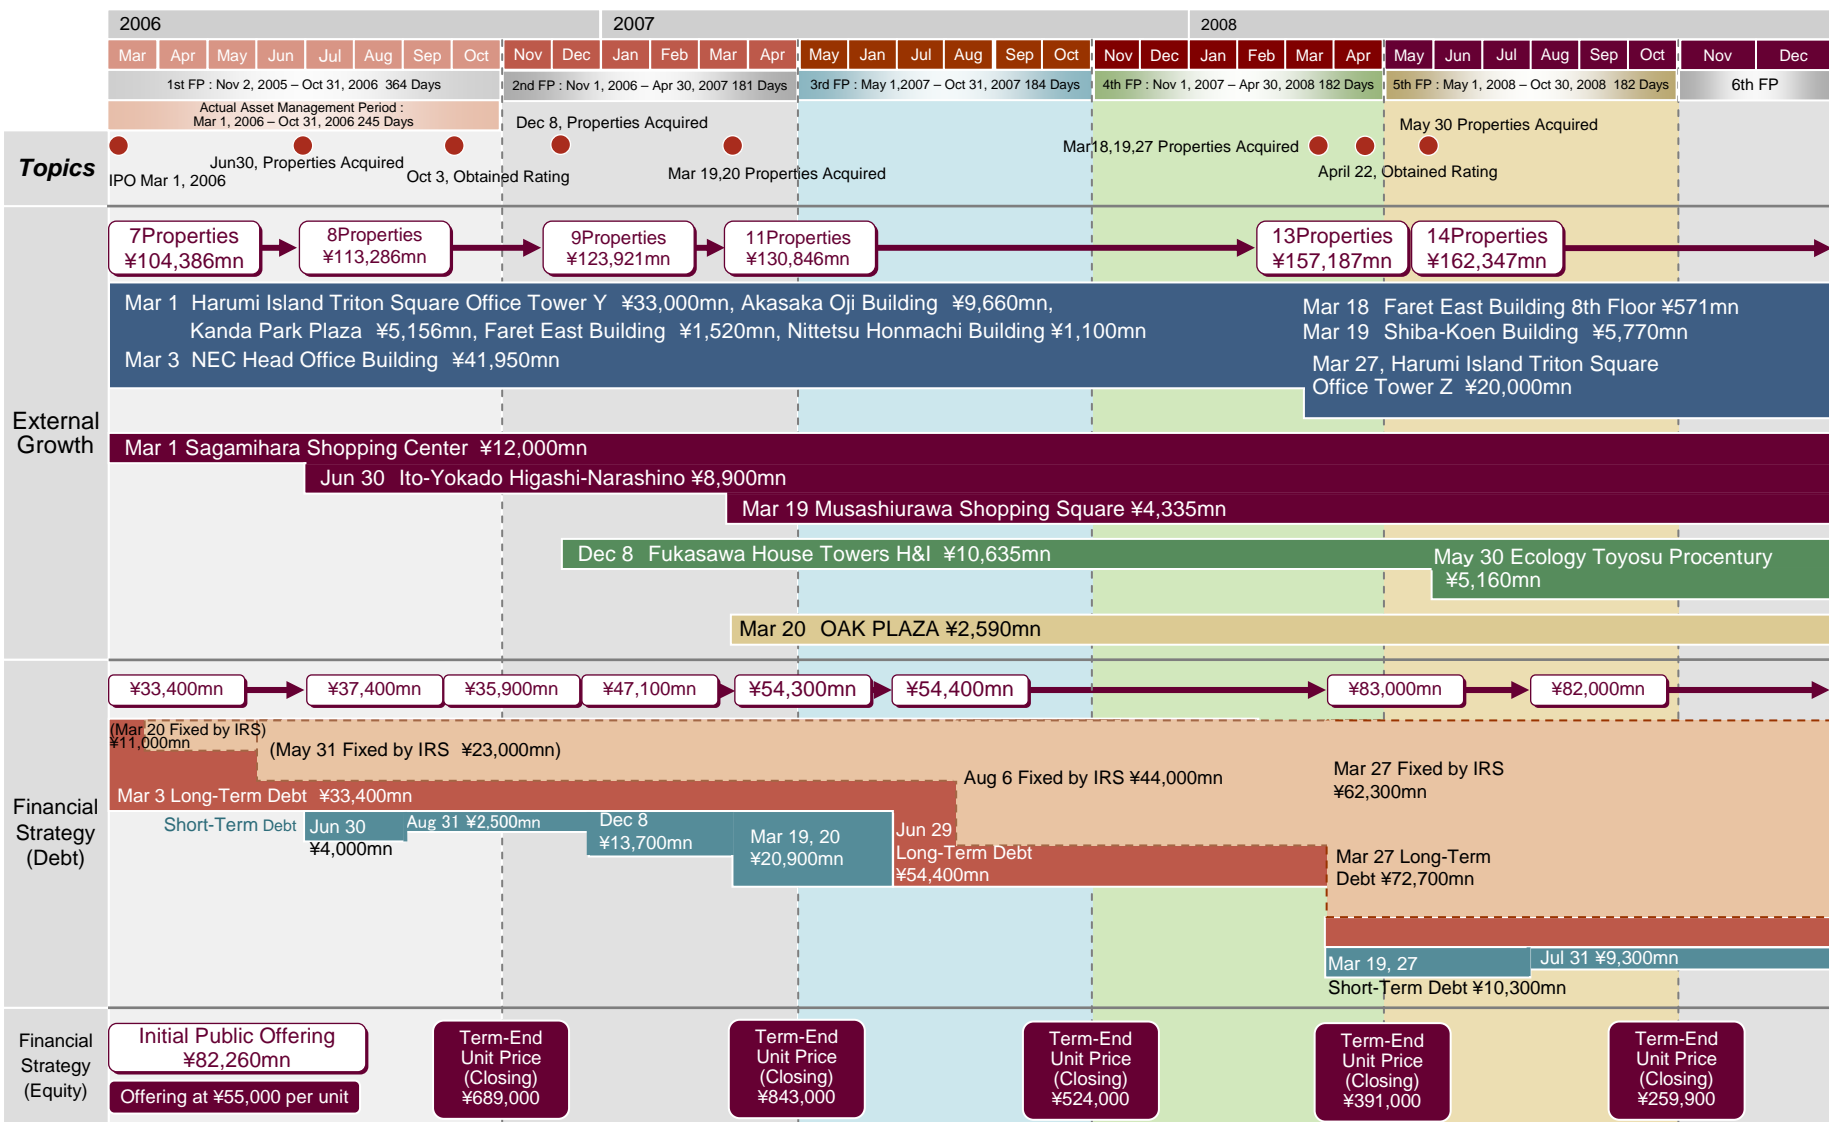 2006
2007
2008
Mar Apr May Jun Jul Aug Sep Oct Nov Dec Jan Feb Mar Apr May Jan Jul Aug Sep Oct Nov Dec Jan Feb Mar Apr May Jun Jul Aug Sep Oct Nov Dec
1st FP : Nov 2, 2005 – Oct 31, 2006 364 Days
2nd FP : Nov 1, 2006 – Apr 30, 2007 181 Days
3rd FP : May 1,2007 – Oct 31, 2007 184 Days
4th FP : Nov 1, 2007 – Apr 30, 2008 182 Days
5th FP : May 1, 2008 – Oct 30, 2008 182 Days
6th FP
Actual Asset Management Period :
Mar 1, 2006 – Oct 31, 2006 245 Days
Topics
IPO Mar 1, 2006
Jun30, Properties Acquired
Oct 3, Obtained Rating
Dec 8, Properties Acquired
Mar 19,20 Properties Acquired
Mar18,19,27 Properties Acquired
April 22, Obtained Rating
May 30 Properties Acquired
External
Growth
7Properties
¥104,386mn
8Properties
¥113,286mn
9Properties
¥123,921mn
11Properties
¥130,846mn
13Properties
¥157,187mn
14Properties
¥162,347mn
Mar 1 Harumi Island Triton Square Office Tower Y ¥33,000mn, Akasaka Oji Building ¥9,660mn,
Kanda Park Plaza ¥5,156mn, Faret East Building ¥1,520mn, Nittetsu Honmachi Building ¥1,100mn
Mar 3 NEC Head Office Building ¥41,950mn
Mar 18 Faret East Building 8th Floor ¥571mn
Mar 19 Shiba-Koen Building ¥5,770mn
Mar 27, Harumi Island Triton Square
Office Tower Z ¥20,000mn
Mar 1 Sagamihara Shopping Center ¥12,000mn
Jun 30 Ito-Yokado Higashi-Narashino ¥8,900mn
Mar 19 Musashiurawa Shopping Square ¥4,335mn
Dec 8 Fukasawa House Towers H&I ¥10,635mn
May 30 Ecology Toyosu Procentury
¥5,160mn
Mar 20 OAK PLAZA ¥2,590mn
Financial
Strategy
(Debt)
¥33,400mn
¥37,400mn
¥35,900mn
¥47,100mn
¥54,300mn
¥54,400mn
¥83,000mn
¥82,000mn
(Mar 20 Fixed by IRS)
¥11,000mn
(May 31 Fixed by IRS ¥23,000mn)
Aug 6 Fixed by IRS ¥44,000mn
Mar 27 Fixed by IRS
¥62,300mn
Mar 3 Long-Term Debt ¥33,400mn
Short-Term Debt
Jun 30
¥4,000mn
Aug 31 ¥2,500mn
Dec 8
¥13,700mn
Mar 19, 20
¥20,900mn
Jun 29
Long-Term Debt
¥54,400mn
Mar 27 Long-Term
Debt ¥72,700mn
Mar 19, 27
Short-Term Debt ¥10,300mn
Jul 31 ¥9,300mn
Financial
Strategy
(Equity)
Initial Public Offering
¥82,260mn
Offering at ¥55,000 per unit
Term-End
Unit Price
(Closing)
¥689,000
Term-End
Unit Price
(Closing)
¥843,000
Term-End
Unit Price
(Closing)
¥524,000
Term-End
Unit Price
(Closing)
¥391,000
Term-End
Unit Price
(Closing)
¥259,900